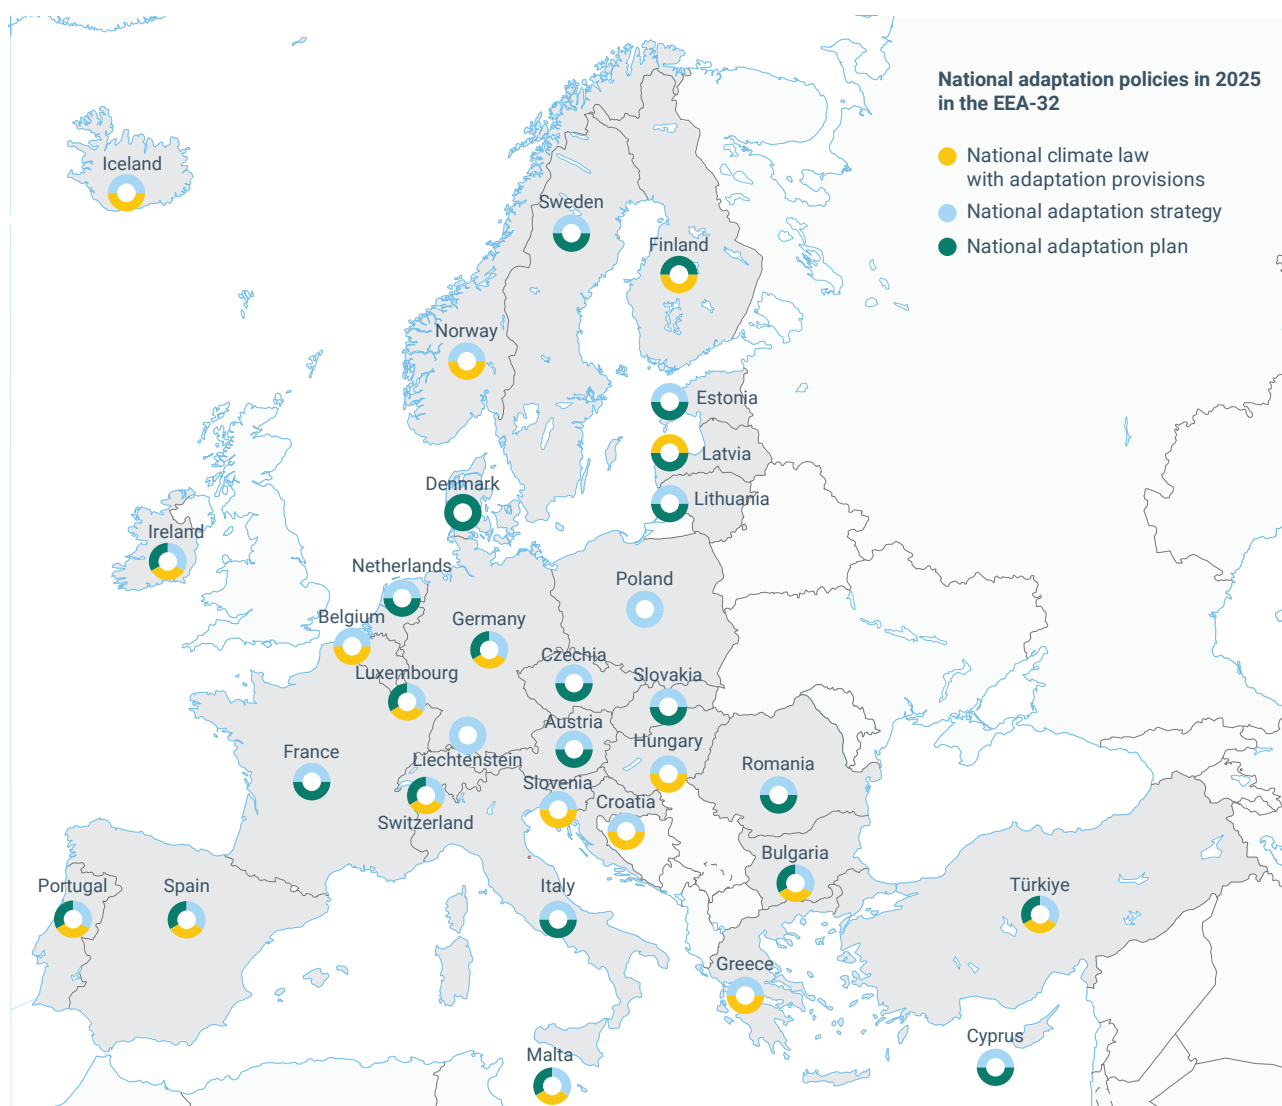 National adaptation policies in 2025
in the EEA-32
National climate law
with adaptation provisions
National adaptation strategy
National adaptation plan
Iceland
Sweden
Finland
Norway
Estonia
Latvia
Denmark
Lithuania
Ireland
Netherlands
Poland
Belgium
Germany
Czechia
Luxembourg
Slovakia
Austria
Hungary
France
Liechtenstein
Romania
Slovenia
Croatia
Switzerland
Bulgaria
Portugal
Spain
Italy
Türkiye
Greece
Cyprus
Malta